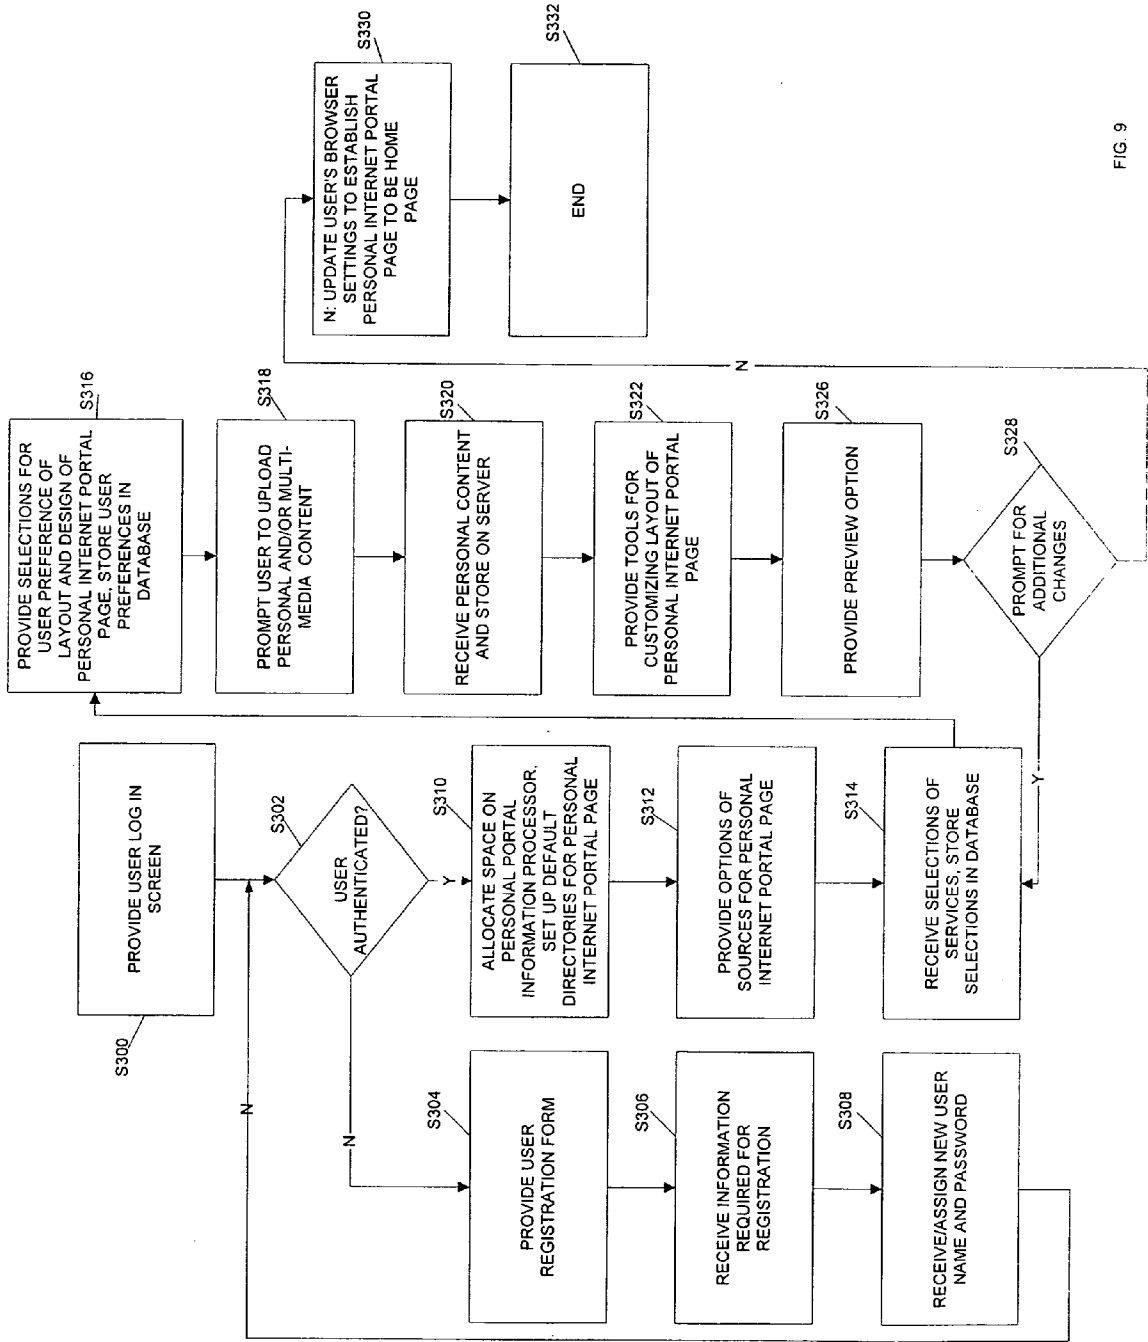 S300
PROVIDE USER LOG IN
SCREEN
S302
USER
AUTHENTICATED?
N
Y
N
S304
PROVIDE USER
REGISTRATION FORM
S306
RECEIVE INFORMATION
REQUIRED FOR
REGISTRATION
S308
RECEIVE/ASSIGN NEW USER
NAME AND PASSWORD
S310
ALLOCATE SPACE ON
PERSONAL PORTAL
INFORMATION PROCESSOR.
SET UP DEFAULT
DIRECTORIES FOR PERSONAL
INTERNET PORTAL PAGE
S312
PROVIDE OPTIONS OF
SOURCES FOR PERSONAL
INTERNET PORTAL PAGE
S314
RECEIVE SELECTIONS OF
SERVICES, STORE
SELECTIONS IN DATABASE
S316
PROVIDE SELECTIONS FOR
USER PREFERENCE OF
LAYOUT AND DESIGN OF
PERSONAL INTERNET PORTAL
PAGE, STORE USER
PREFERENCES IN
DATABASE
S318
PROMPT USER TO UPLOAD
PERSONAL AND/OR MULTI-
MEDIA CONTENT
S320
RECEIVE PERSONAL CONTENT
AND STORE ON SERVER
S322
PROVIDE TOOLS FOR
CUSTOMIZING LAYOUT OF
PERSONAL INTERNET PORTAL
PAGE
S326
PROVIDE PREVIEW OPTION
S328
PROMPT FOR
ADDITIONAL
CHANGES
Y
N
S330
N: UPDATE USER'S BROWSER
SETTINGS TO ESTABLISH
PERSONAL INTERNET PORTAL
PAGE TO BE HOME
PAGE
S332
END
FIG. 9